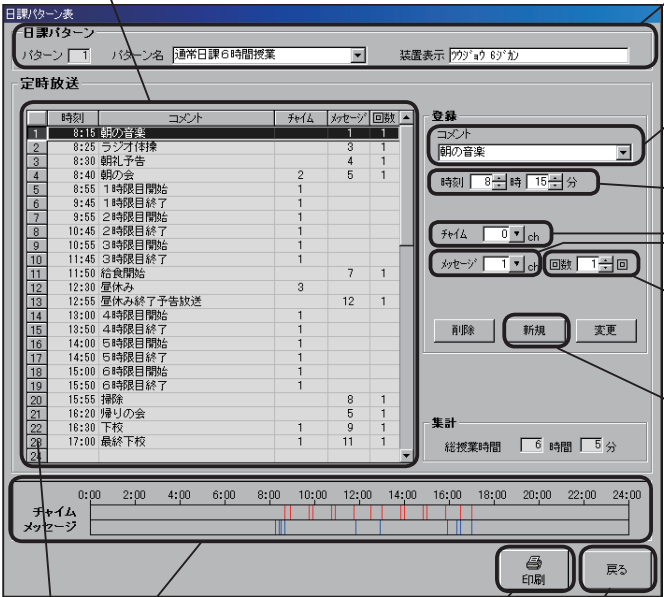 日課パターン表
日課パターン
パターン 1 パターン名 通常日課6時間授業 装置表示 ﾂｳｼﾞｮｳ 6ｼﾞｶﾝ
定時放送
時刻 コメント ﾁｬｲﾑ ﾒｯｾｰｼﾞ 回数
1 8:15 朝の音楽 1 1
2 8:25 ラジオ体操 3 1
3 8:30 朝礼予告 4 1
4 8:40 朝の会 2 5 1
5 8:55 1時限目開始 1
6 9:45 1時限目終了 1
7 9:55 2時限目開始 1
8 10:45 2時限目終了 1
9 10:55 3時限目開始 1
10 11:45 3時限目終了 1
11 11:50 給食開始 7 1
12 12:30 昼休み 3
13 12:55 昼休み終了予告放送 12 1
14 13:00 4時限目開始 1
15 13:50 4時限目終了 1
16 14:00 5時限目開始 1
17 14:50 5時限目終了 1
18 15:00 6時限目開始 1
19 15:50 6時限目終了 1
20 15:55 掃除 8 1
21 16:20 帰りの会 5 1
22 16:30 下校 1 9 1
23 17:00 最終下校 1 11 1
24
登録
コメント
朝の音楽
時刻 8 時 15 分
ﾁｬｲﾑ 0 ch
ﾒｯｾｰｼﾞ 1 ch 回数 1 回
削除 新規 変更
集計
総授業時間 6 時間 5 分
0:00 2:00 4:00 6:00 8:00 10:00 12:00 14:00 16:00 18:00 20:00 22:00 24:00
チャイム
メッセージ
印刷 戻る